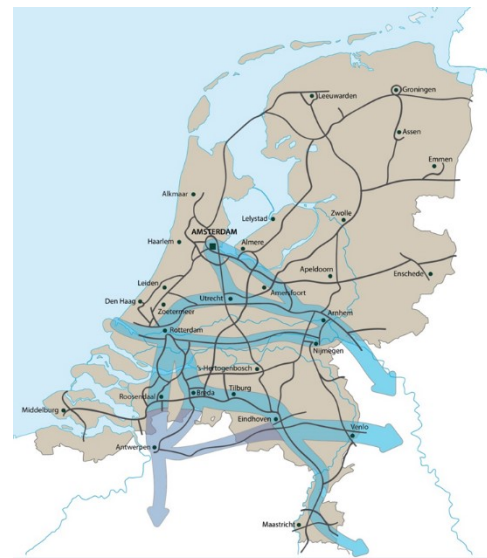 Leeuwarden
Groningen
Assen
Emmen
Alkmaar
Lelystad
Zwolle
AMSTERDAM
Haarlem
Almere
Apeldoorn
Enschede
Leiden
Amersfoort
Utrecht
Den Haag
Zoetermeer
Arnhem
Rotterdam
Nijmegen
's-Hertogenbosch
Tilburg
Roosendaal
Breda
Middelburg
Eindhoven
Venlo
Antwerpen
Maastricht